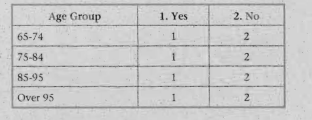 Age Group 1. Yes 2. No
65-74 1 2
75-84 1 2
85-95 1 2
Over 95 1 2